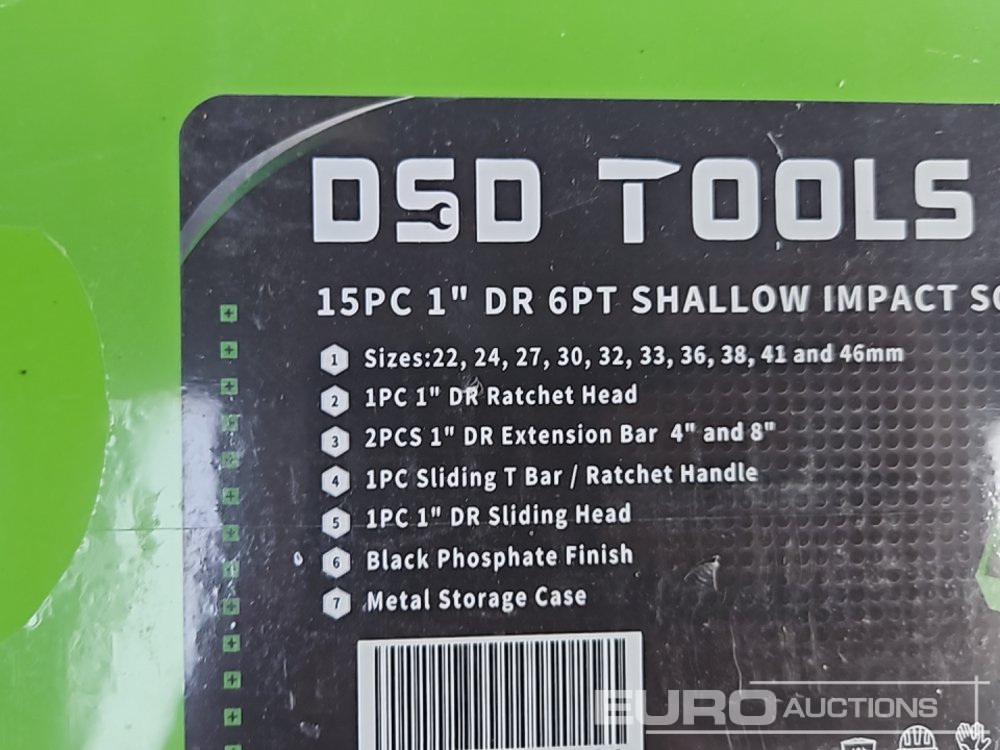 DSD TOOLS
15PC 1" DR 6PT SHALLOW IMPACT
1 Sizes:22, 24, 27, 30, 32, 33, 36, 38, 41 and 46mm
2 1PC 1" DR Ratchet Head
3 2PCS 1" DR Extension Bar 4" and 8"
4 1PC Sliding T Bar / Ratchet Handle
5 1PC 1" DR Sliding Head
6 Black Phosphate Finish
7 Metal Storage Case
EURO AUCTIONS